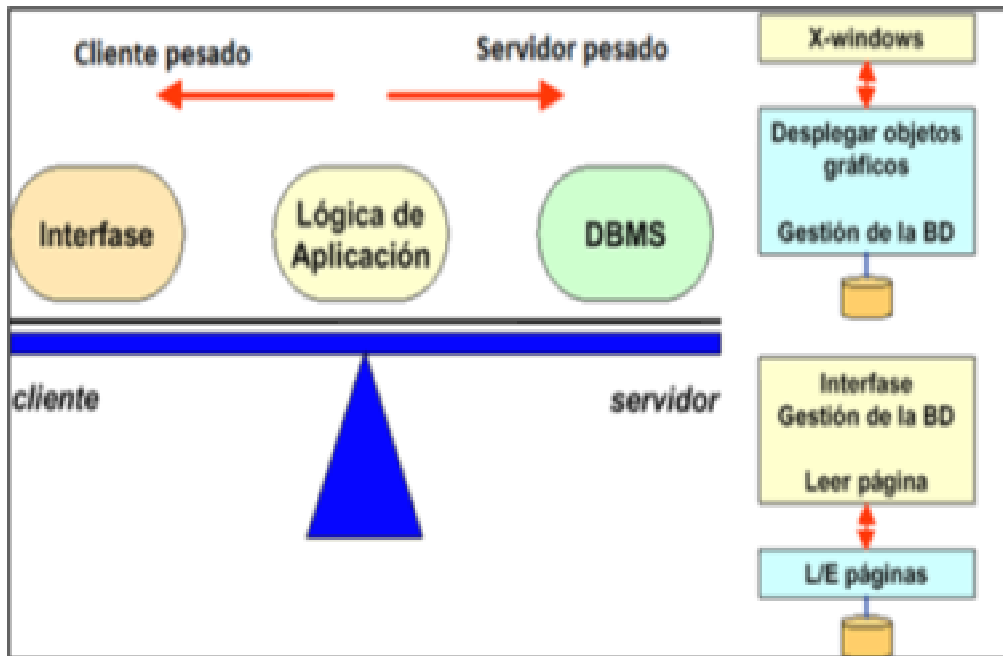 Cliente pesado
Servidor pesado
Interfase
Lógica de
Aplicación
DBMS
cliente
servidor
X-windows
Desplegar objetos
gráficos
Gestión de la BD
Interfase
Gestión de la BD
Leer página
L/E páginas